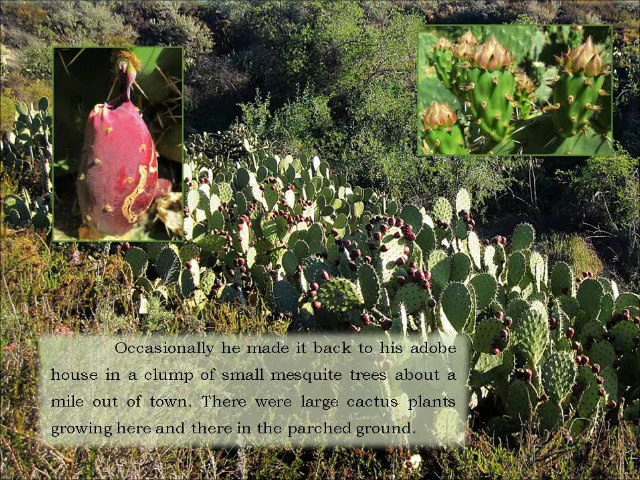 Occasionally he made it back to his adobe
house in a clump of small mesquite trees about a
mile out of town. There were large cactus plants
growing here and there in the parched ground.